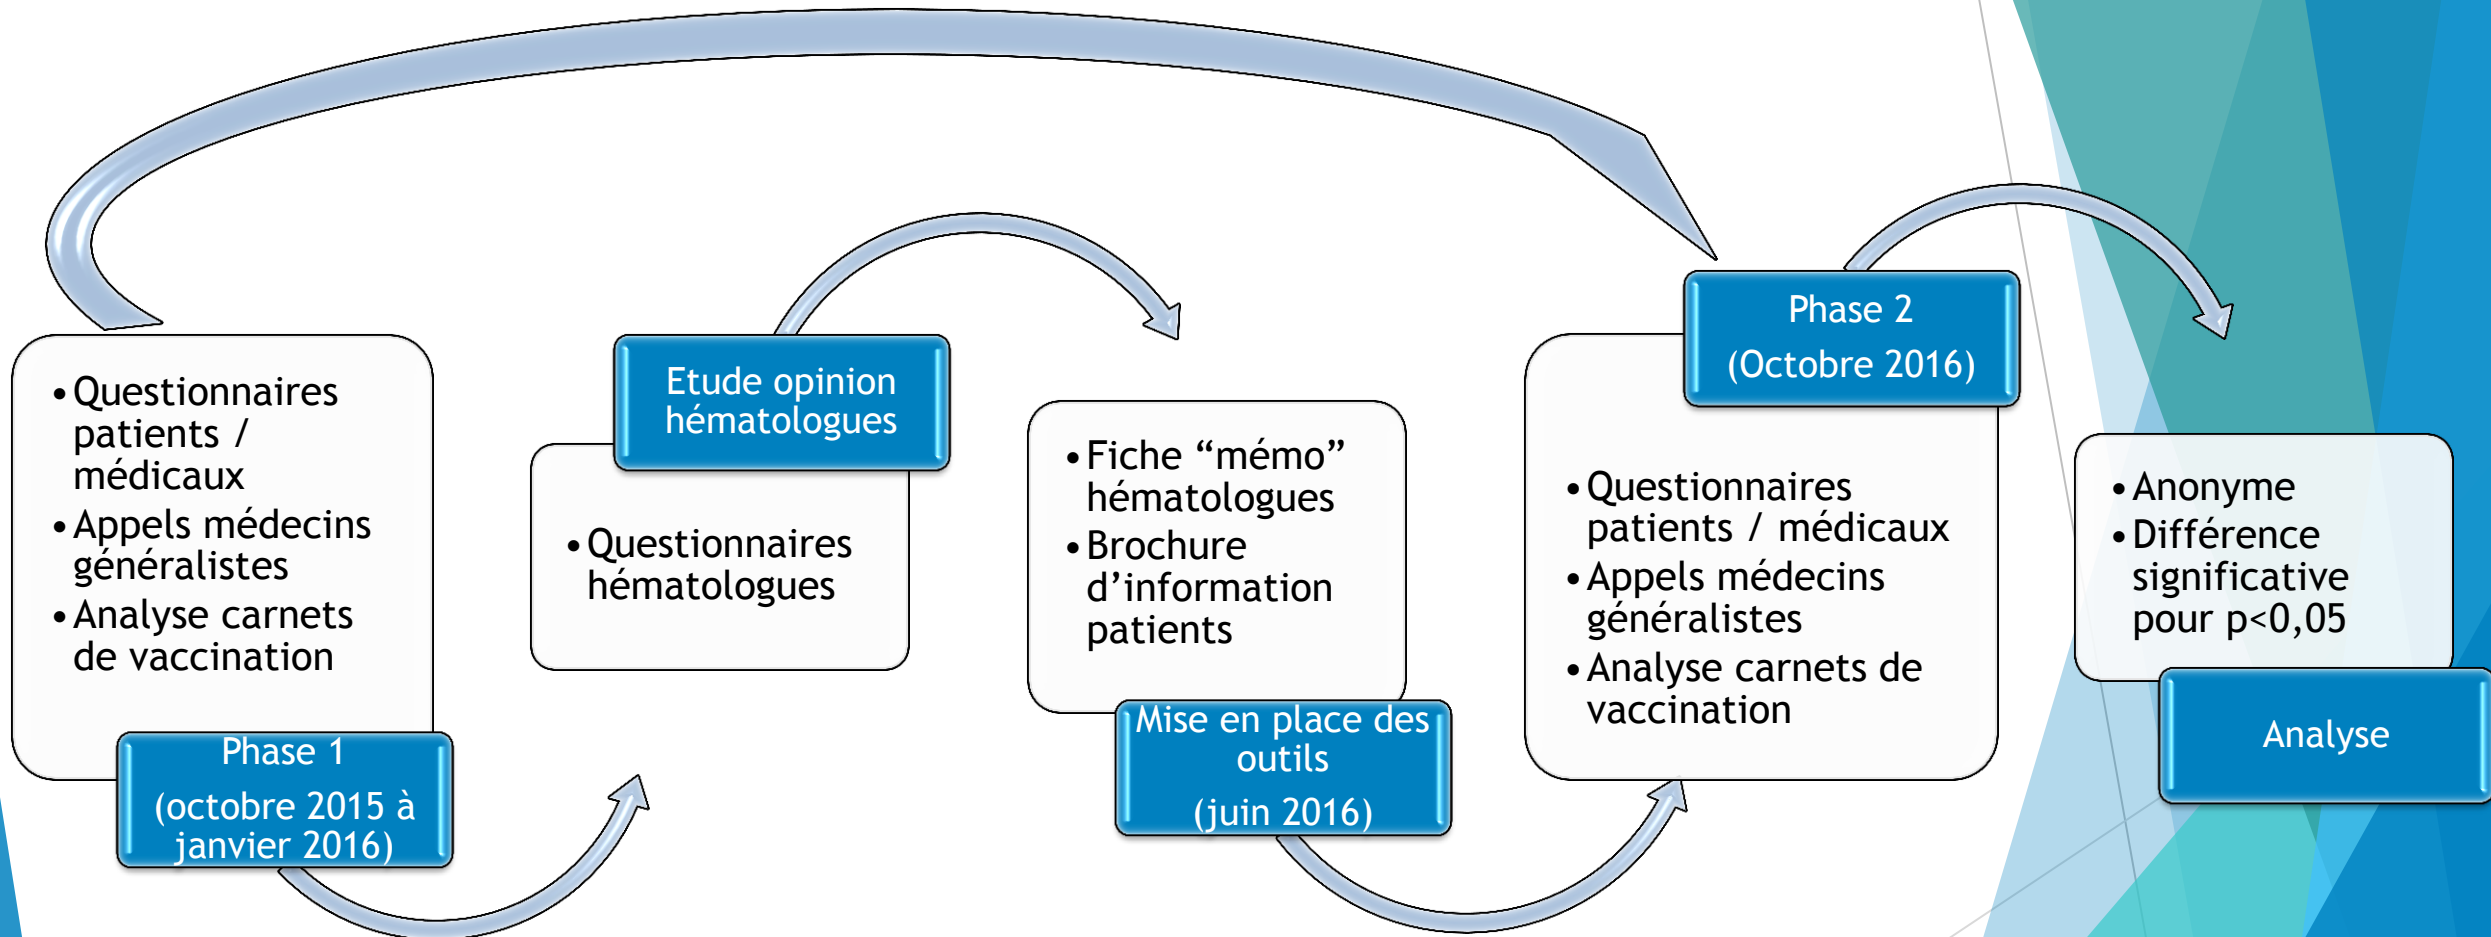 •Questionnaires
patients /
médicaux
•Appels médecins
généralistes
•Analyse carnets
de vaccination
Phase 1
(octobre 2015 à
janvier 2016)
Etude opinion
hématologues
•Questionnaires
hématologues
•Fiche “mémo”
hématologues
•Brochure
d’information
patients
Mise en place des
outils
(juin 2016)
Phase 2
(Octobre 2016)
•Questionnaires
patients / médicaux
•Appels médecins
généralistes
•Analyse carnets de
vaccination
•Anonyme
•Différence
significative
pour p<0,05
Analyse